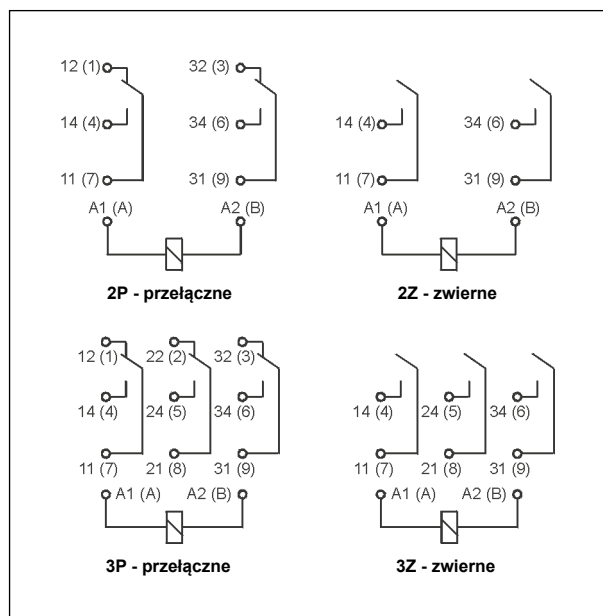 12 (1) 32 (3)
14 (4) 34 (6) 14 (4) 34 (6)
11 (7) 31 (9) 11 (7) 31 (9)
A1 (A) A2 (B) A1 (A) A2 (B)
2P - przełączne 2Z - zwierne
12 (1) 22 (2) 32 (3)
14 (4) 24 (5) 34 (6) 14 (4) 24 (5) 34 (6)
11 (7) 21 (8) 31 (9) 11 (7) 21 (8) 31 (9)
A1 (A) A2 (B) A1 (A) A2 (B)
3P - przełączne 3Z - zwierne